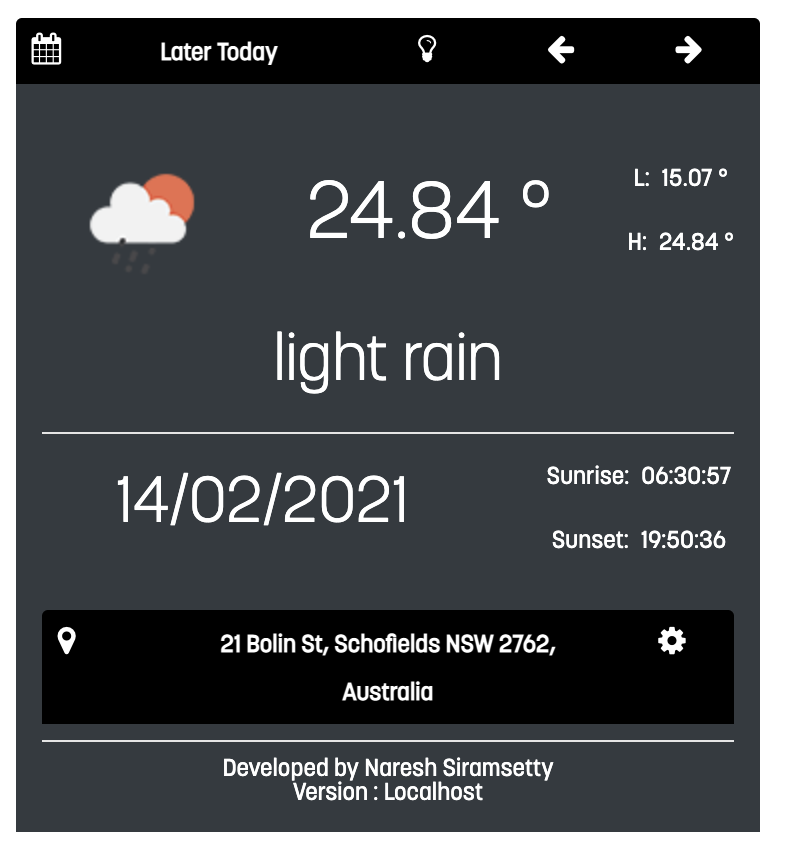 Later Today
24.84 °
L: 15.07 °
H: 24.84 °
light rain
14/02/2021
Sunrise: 06:30:57
Sunset: 19:50:36
21 Bolin St, Schofields NSW 2762,
Australia
Developed by Naresh Siramsetty
Version : Localhost